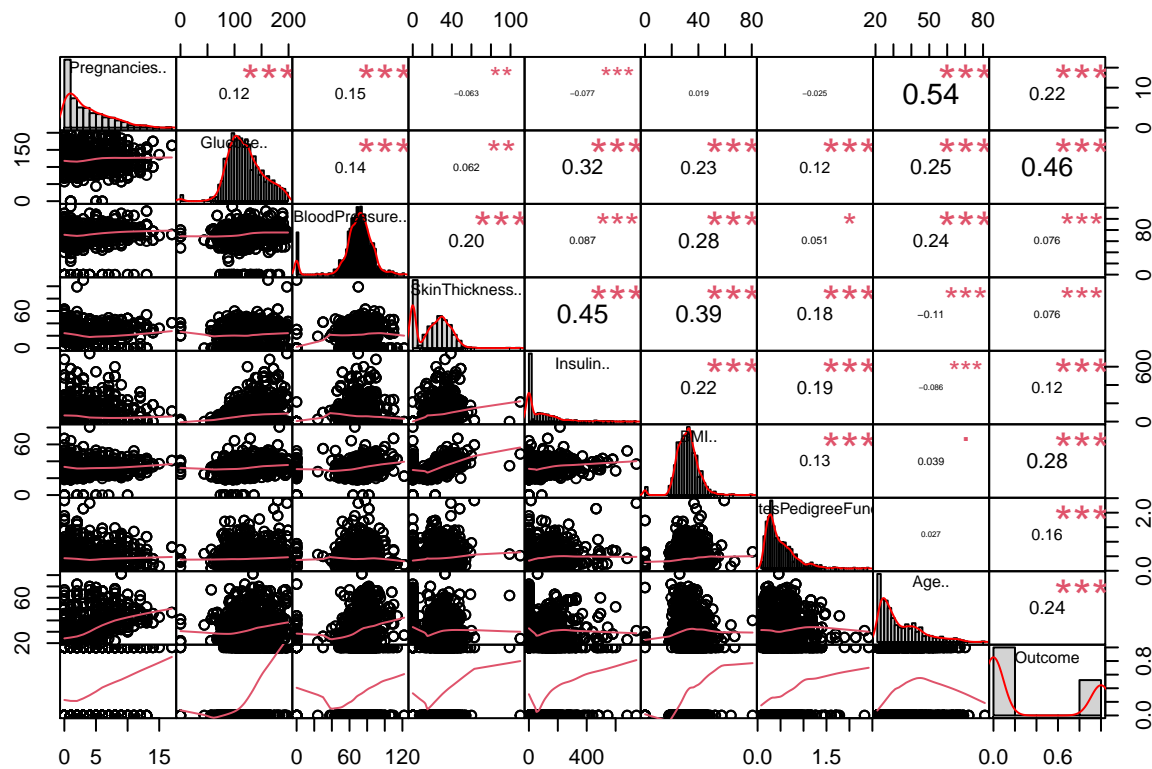 0 100 200 0 40 100 0 40 80 20 50 80
Pregnancies.. *** 0.12 *** 0.15 ** −0.063 *** −0.077 0.019 −0.025 *** 0.54 *** 0.22 0 10
0 150 Glucose.. *** 0.14 ** 0.062 *** 0.32 *** 0.23 *** 0.12 *** 0.25 *** 0.46
BloodPressure.. *** 0.20 *** 0.087 *** 0.28 * 0.051 *** 0.24 *** 0.076 0 80
0 60 SkinThickness.. *** 0.45 *** 0.39 *** 0.18 *** −0.11 *** 0.076
Insulin.. *** 0.22 *** 0.19 *** −0.086 *** 0.12 0 600
0 60 BMI.. *** 0.13 . 0.039 *** 0.28
tesPedigreeFunc 0.027 *** 0.16 0.0 2.0
20 60 Age.. *** 0.24
Outcome 0.0 0.8
0 5 15 0 60 120 0 400 0.0 1.5 0.0 0.6